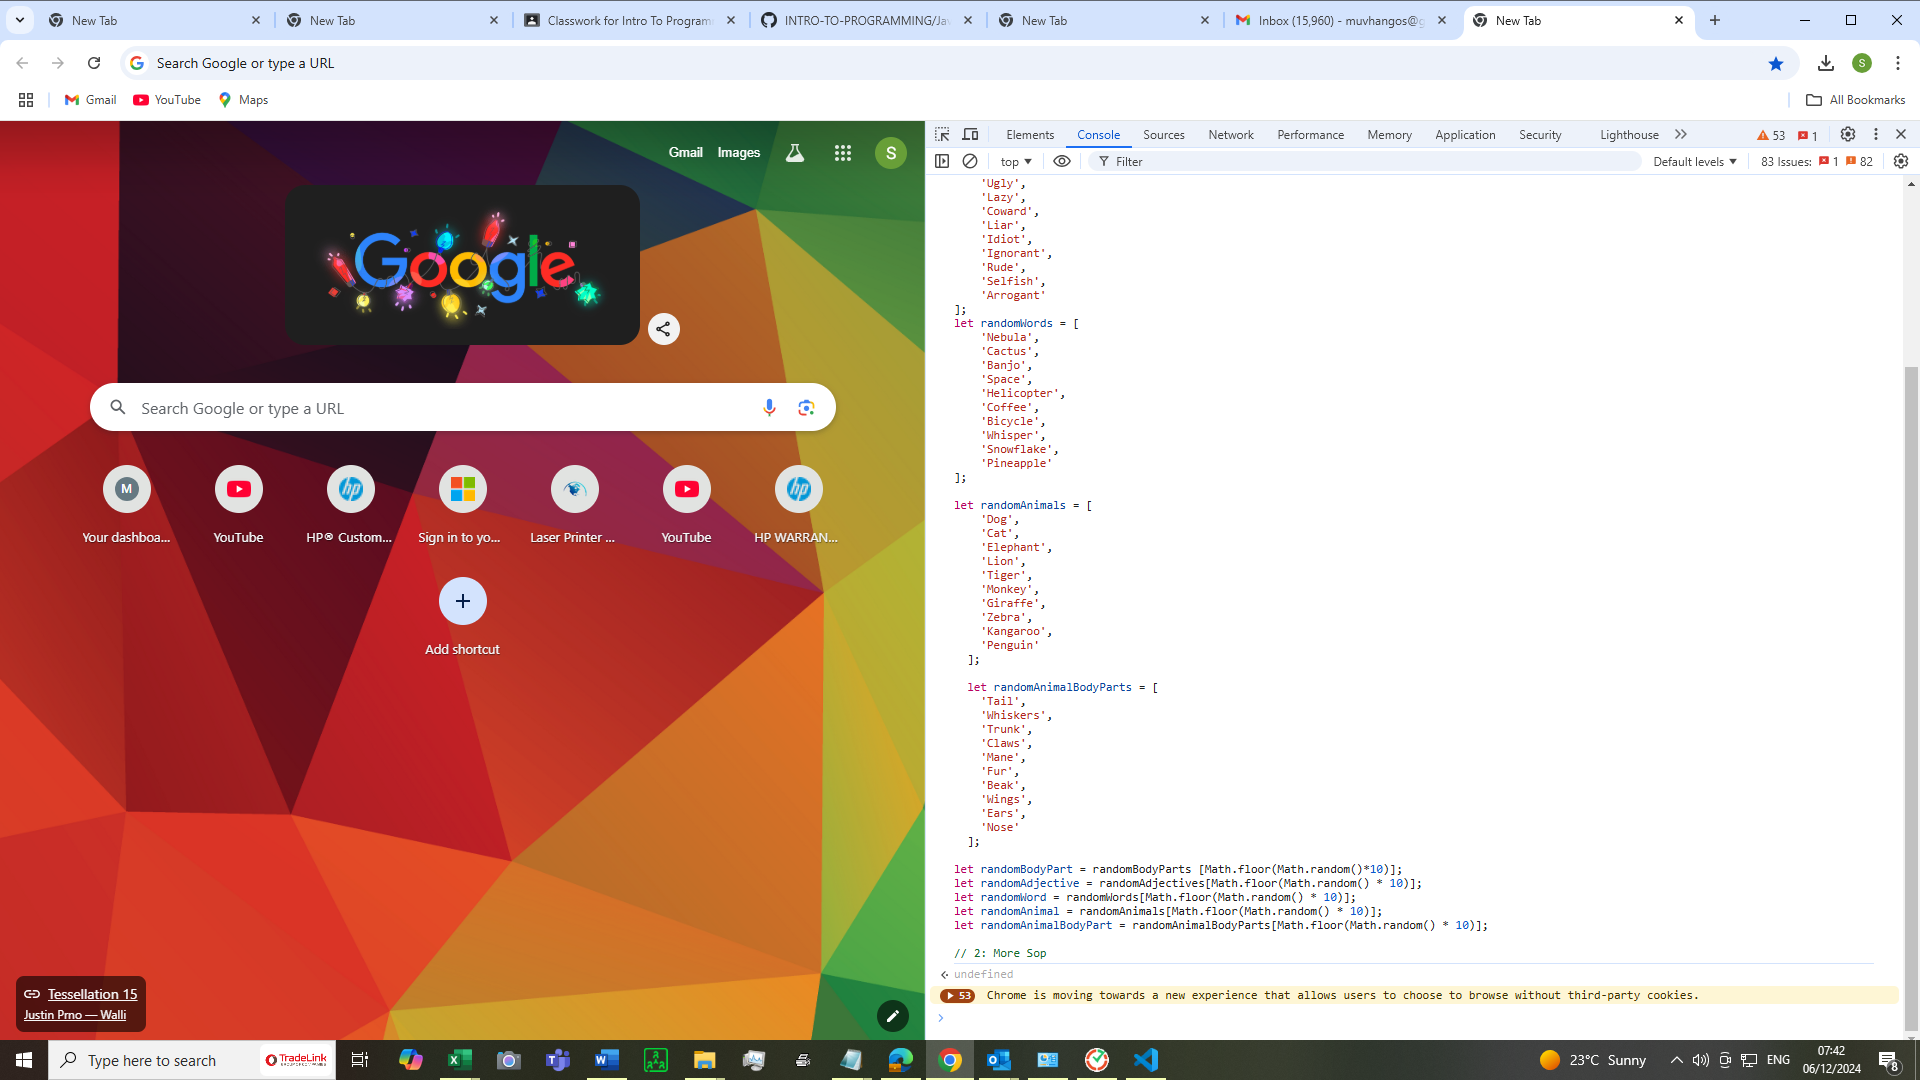 New Tab
New Tab
Classwork for Intro To Program
INTRO-TO-PROGRAMMING/Jav
New Tab
Inbox (15,960) - muvhangos@g
New Tab
Search Google or type a URL
S
Gmail
YouTube
Maps
All Bookmarks
Gmail
Images
S
Google
Search Google or type a URL
M
Your dashboa...
YouTube
HP® Custom...
Sign in to yo...
Laser Printer ...
YouTube
HP WARRAN...
Add shortcut
Tessellation 15
Justin Prno — Walli
Elements
Console
Sources
Network
Performance
Memory
Application
Security
Lighthouse
53
1
top
Filter
Default levels
83 Issues:
1
82
'Ugly',
'Lazy',
'Coward',
'Liar',
'Idiot',
'Ignorant',
'Rude',
'Selfish',
'Arrogant'
];
let randomWords = [
'Nebula',
'Cactus',
'Banjo',
'Space',
'Helicopter',
'Coffee',
'Bicycle',
'Whisper',
'Snowflake',
'Pineapple'
];
let randomAnimals = [
'Dog',
'Cat',
'Elephant',
'Lion',
'Tiger',
'Monkey',
'Giraffe',
'Zebra',
'Kangaroo',
'Penguin'
];
let randomAnimalBodyParts = [
'Tail',
'Whiskers',
'Trunk',
'Claws',
'Mane',
'Fur',
'Beak',
'Wings',
'Ears',
'Nose'
];
let randomBodyPart = randomBodyParts [Math.floor(Math.random()*10)];
let randomAdjective = randomAdjectives[Math.floor(Math.random() * 10)];
let randomWord = randomWords[Math.floor(Math.random() * 10)];
let randomAnimal = randomAnimals[Math.floor(Math.random() * 10)];
let randomAnimalBodyPart = randomAnimalBodyParts[Math.floor(Math.random() * 10)];
// 2: More Sop
undefined
53
Chrome is moving towards a new experience that allows users to choose to browse without third-party cookies.
Type here to search
TradeLink
23°C Sunny
ENG
07:42
06/12/2024
8